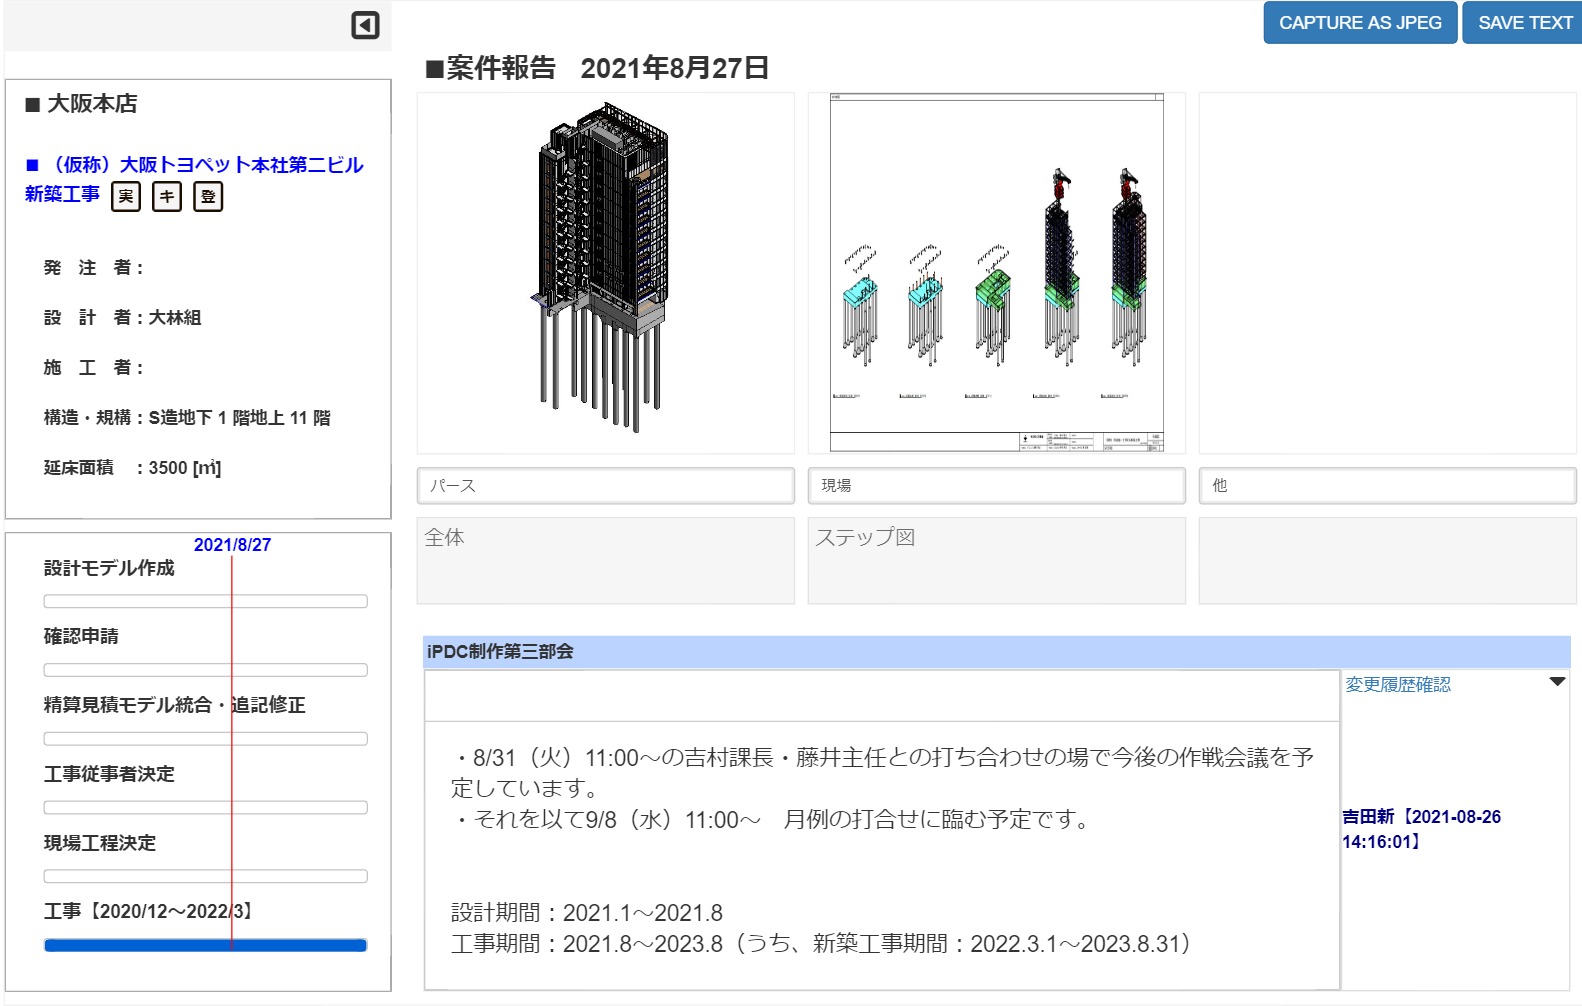 CAPTURE AS JPEG
SAVE TEXT
■案件報告 2021年8月27日
■ 大阪本店
■ （仮称）大阪トヨペット本社第二ビル
新築工事 実 キ 登
発 注 者：
設 計 者：大林組
施 工 者：
構造・規構：S造地下 1 階地上 11 階
延床面積 ：3500 [㎡]
パース
現場
他
全体
ステップ図
2021/8/27
設計モデル作成
確認申請
精算見積モデル統合・追記修正
工事従事者決定
現場工程決定
工事【2020/12～2022/3】
iPDC制作第三部会
変更履歴確認
・8/31（火）11:00～の吉村課長・藤井主任との打ち合わせの場で今後の作戦会議を予
定しています。
・それを以て9/8（水）11:00～　月例の打合せに臨む予定です。
設計期間：2021.1～2021.8
工事期間：2021.8～2023.8（うち、新築工事期間：2022.3.1～2023.8.31）
吉田新【2021-08-26
14:16:01】